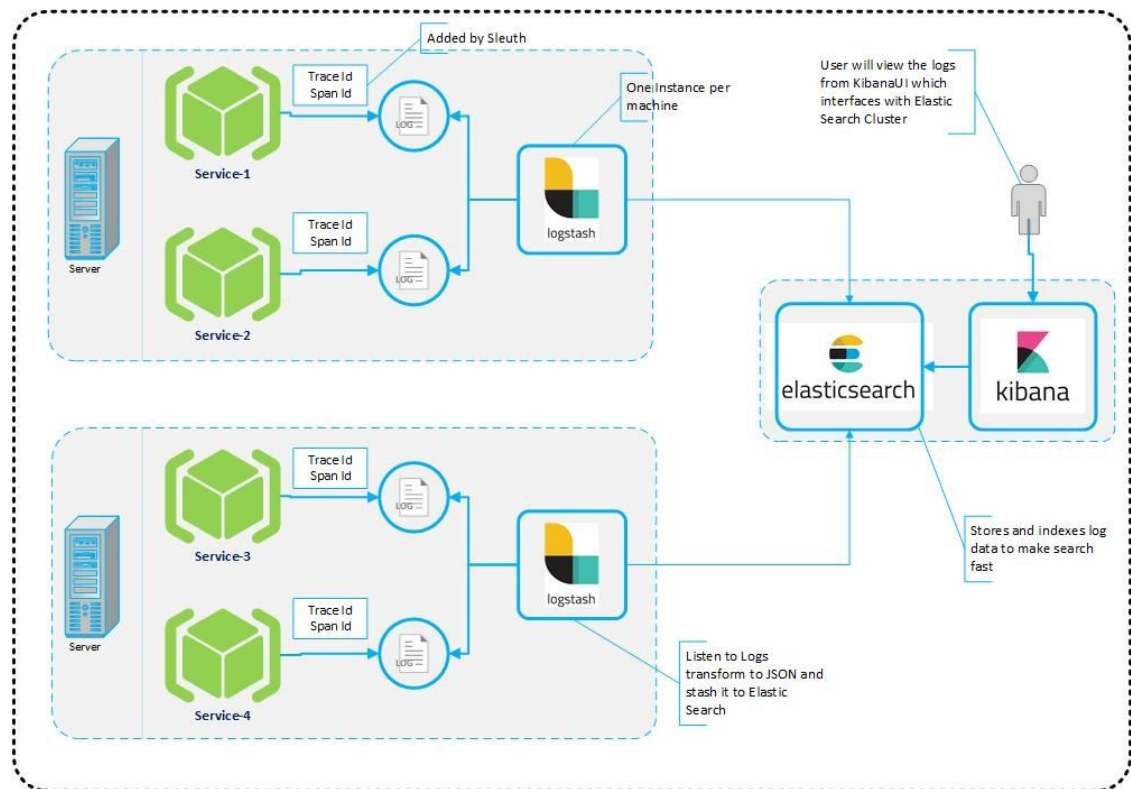 Added by Sleuth
Trace Id
Span Id
LOG
Service-1
Server
Trace Id
Span Id
LOG
Service-2
One Instance per
machine
logstash
User will view the logs
from KibanaUI which
interfaces with Elastic
Search Cluster
elasticsearch
kibana
Stores and indexes log
data to make search
fast
Trace Id
Span Id
LOG
Service-3
Server
Trace Id
Span Id
LOG
Service-4
logstash
Listen to Logs
transform to JSON and
stash it to Elastic
Search